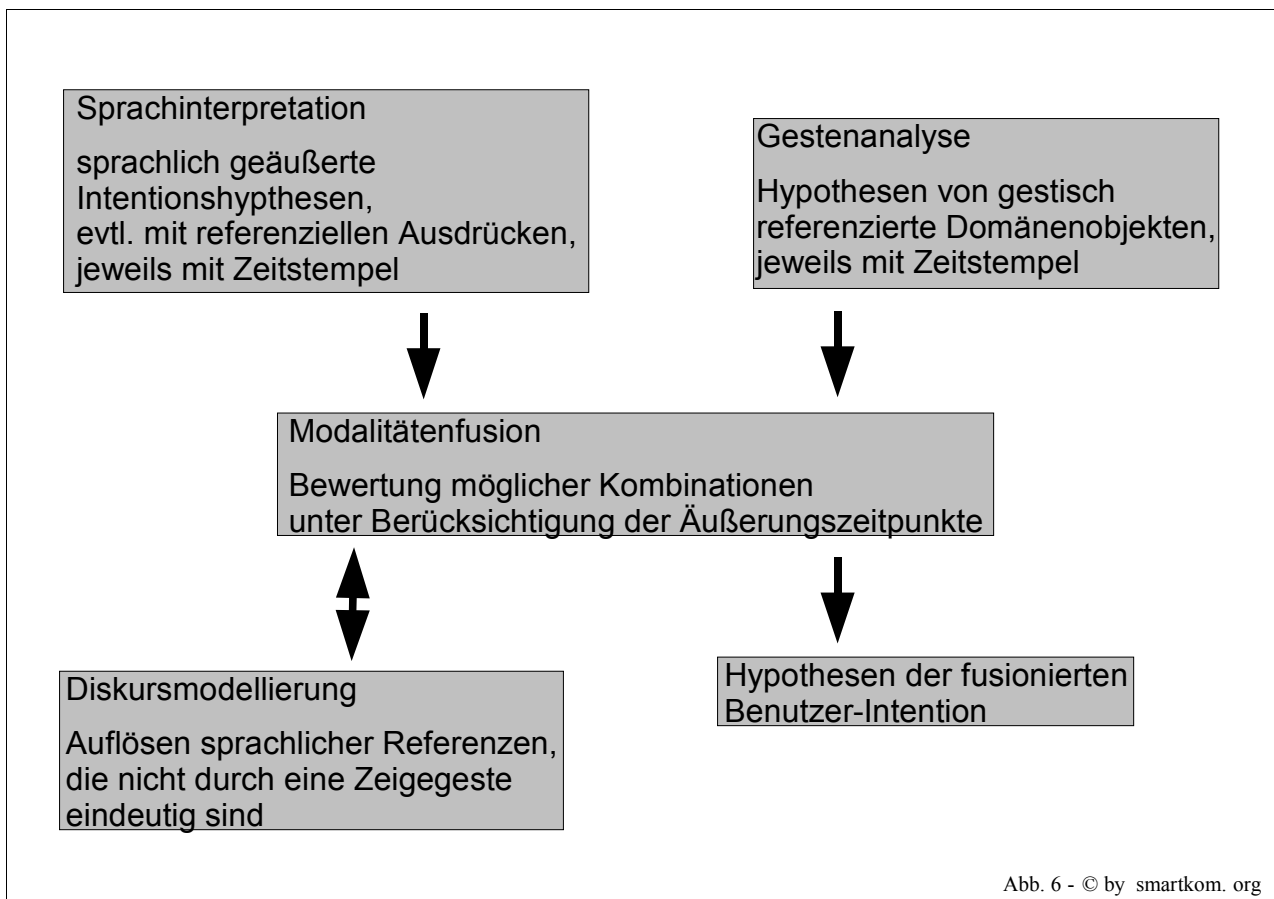 Sprachinterpretation
sprachlich geäußerte
Intentionshypthesen,
evtl. mit referenziellen Ausdrücken,
jeweils mit Zeitstempel
Gestenanalyse
Hypothesen von gestisch
referenzierte Domänenobjekten,
jeweils mit Zeitstempel
Modalitätenfusion
Bewertung möglicher Kombinationen
unter Berücksichtigung der Äußerungszeitpunkte
Diskursmodellierung
Auflösen sprachlicher Referenzen,
die nicht durch eine Zeigegeste
eindeutig sind
Hypothesen der fusionierten
Benutzer-Intention
Abb. 6 - © by smartkom. org